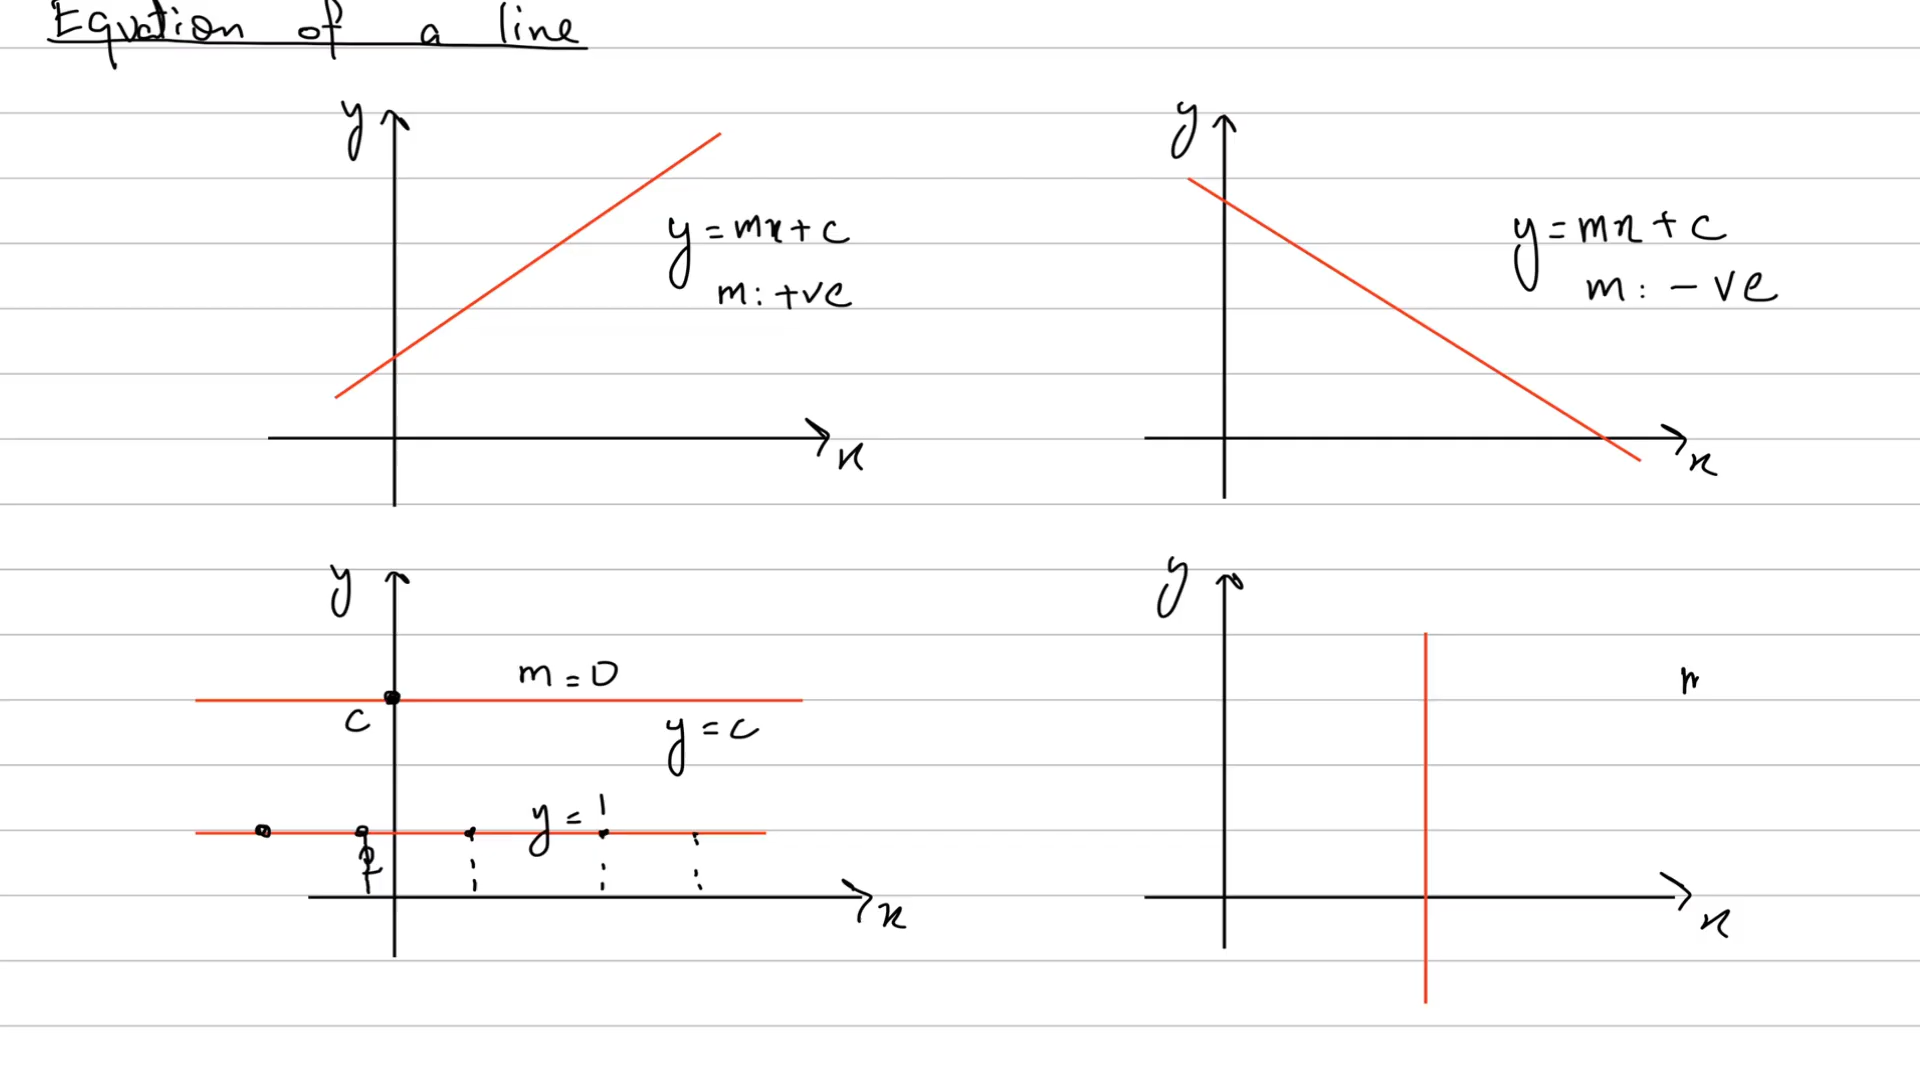 Equation of a line
y
y = mx + c
m: +ve
x
y
y = mx + c
m: - ve
x
y
m = 0
c
y = c
y = 1
x
y
m
x